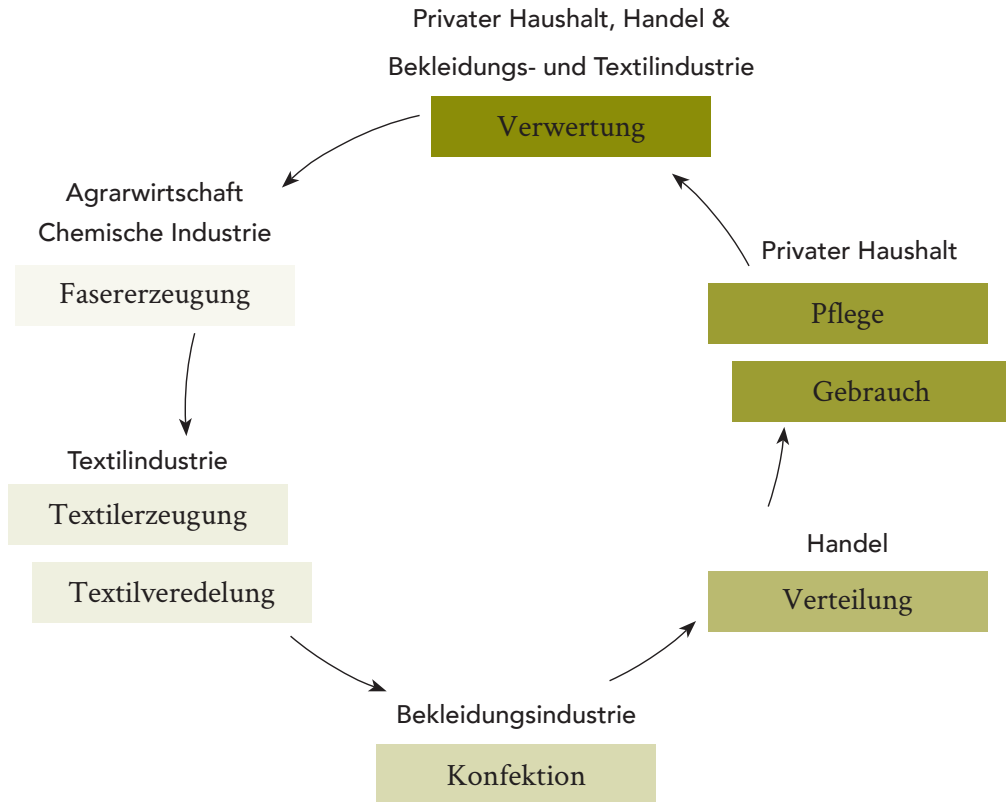 Privater Haushalt, Handel &
Bekleidungs- und Textilindustrie
Verwertung
Agrarwirtschaft
Chemische Industrie
Fasererzeugung
Textilindustrie
Textilerzeugung
Textilveredelung
Bekleidungsindustrie
Konfektion
Handel
Verteilung
Privater Haushalt
Pflege
Gebrauch